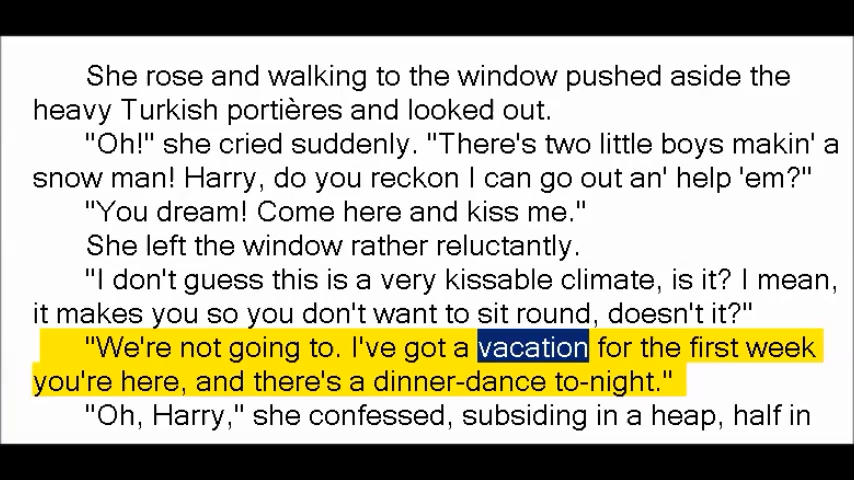 She rose and walking to the window pushed aside the
heavy Turkish portières and looked out.
"Oh!" she cried suddenly. "There's two little boys makin' a
snow man! Harry, do you reckon I can go out an' help 'em?"
"You dream! Come here and kiss me."
She left the window rather reluctantly.
"I don't guess this is a very kissable climate, is it? I mean,
it makes you so you don't want to sit round, doesn't it?"
"We're not going to. I've got a vacation for the first week
you're here, and there's a dinner-dance to-night."
"Oh, Harry," she confessed, subsiding in a heap, half in